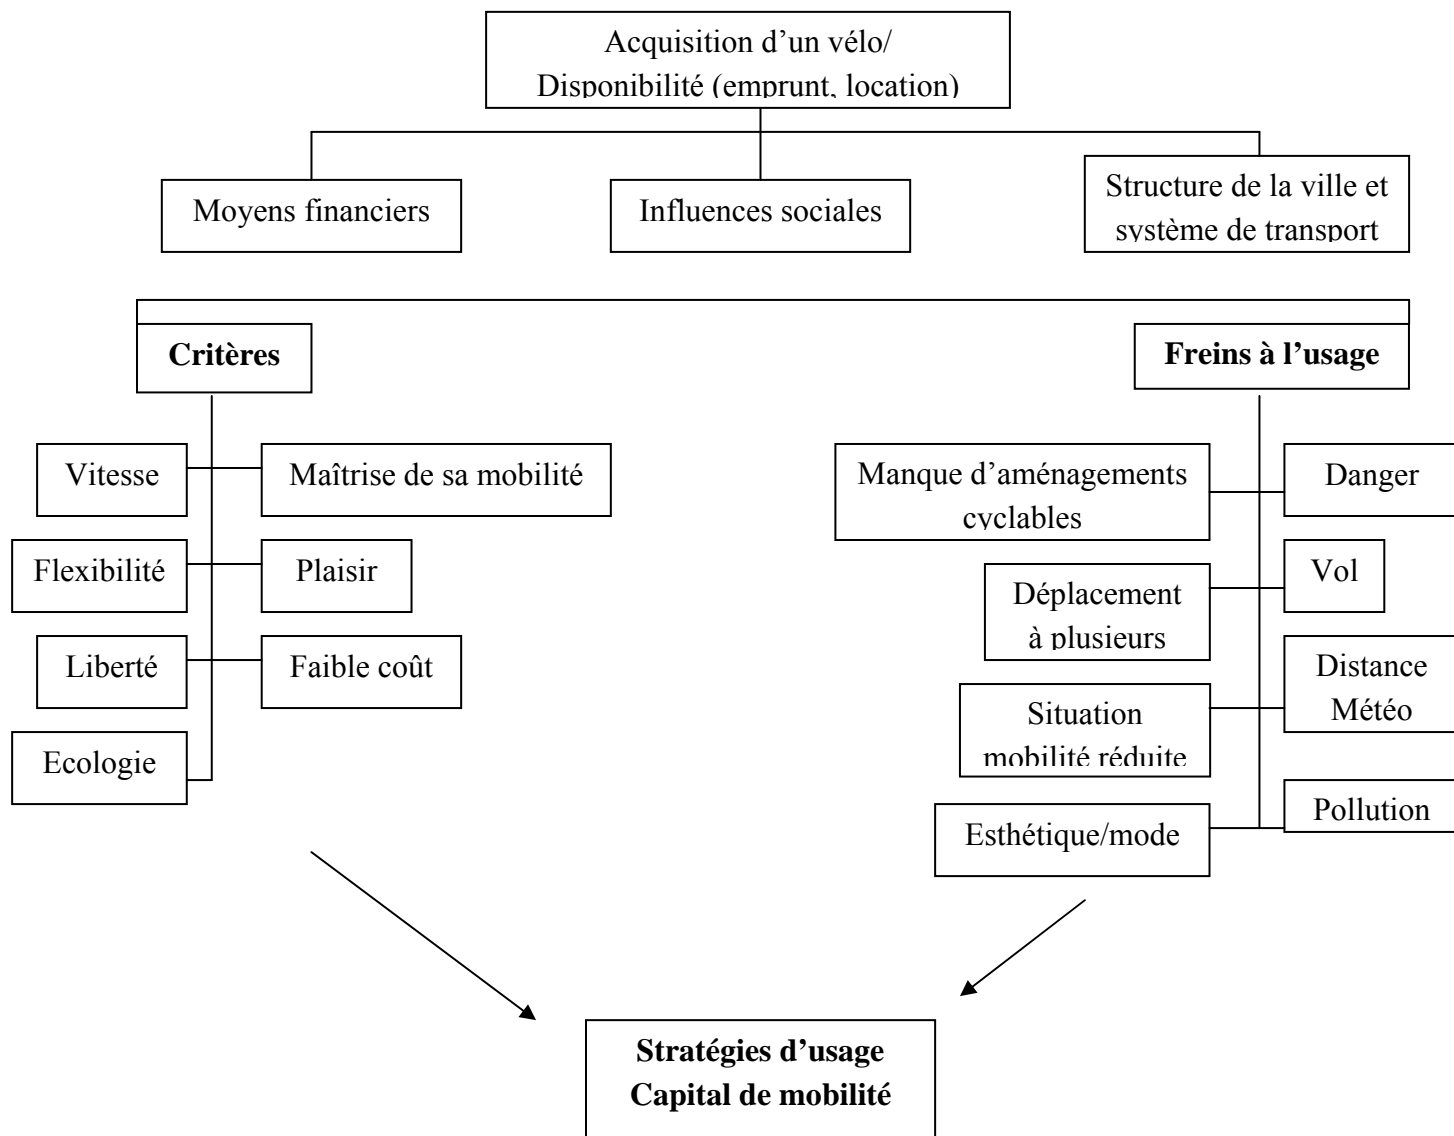 Acquisition d’un vélo/
Disponibilité (emprunt, location)
Moyens financiers
Influences sociales
Structure de la ville et
système de transport
Critères
Freins à l’usage
Vitesse
Maîtrise de sa mobilité
Flexibilité
Plaisir
Liberté
Faible coût
Ecologie
Manque d’aménagements
cyclables
Danger
Déplacement
à plusieurs
Vol
Situation
mobilité réduite
Distance
Météo
Esthétique/mode
Pollution
Stratégies d’usage
Capital de mobilité